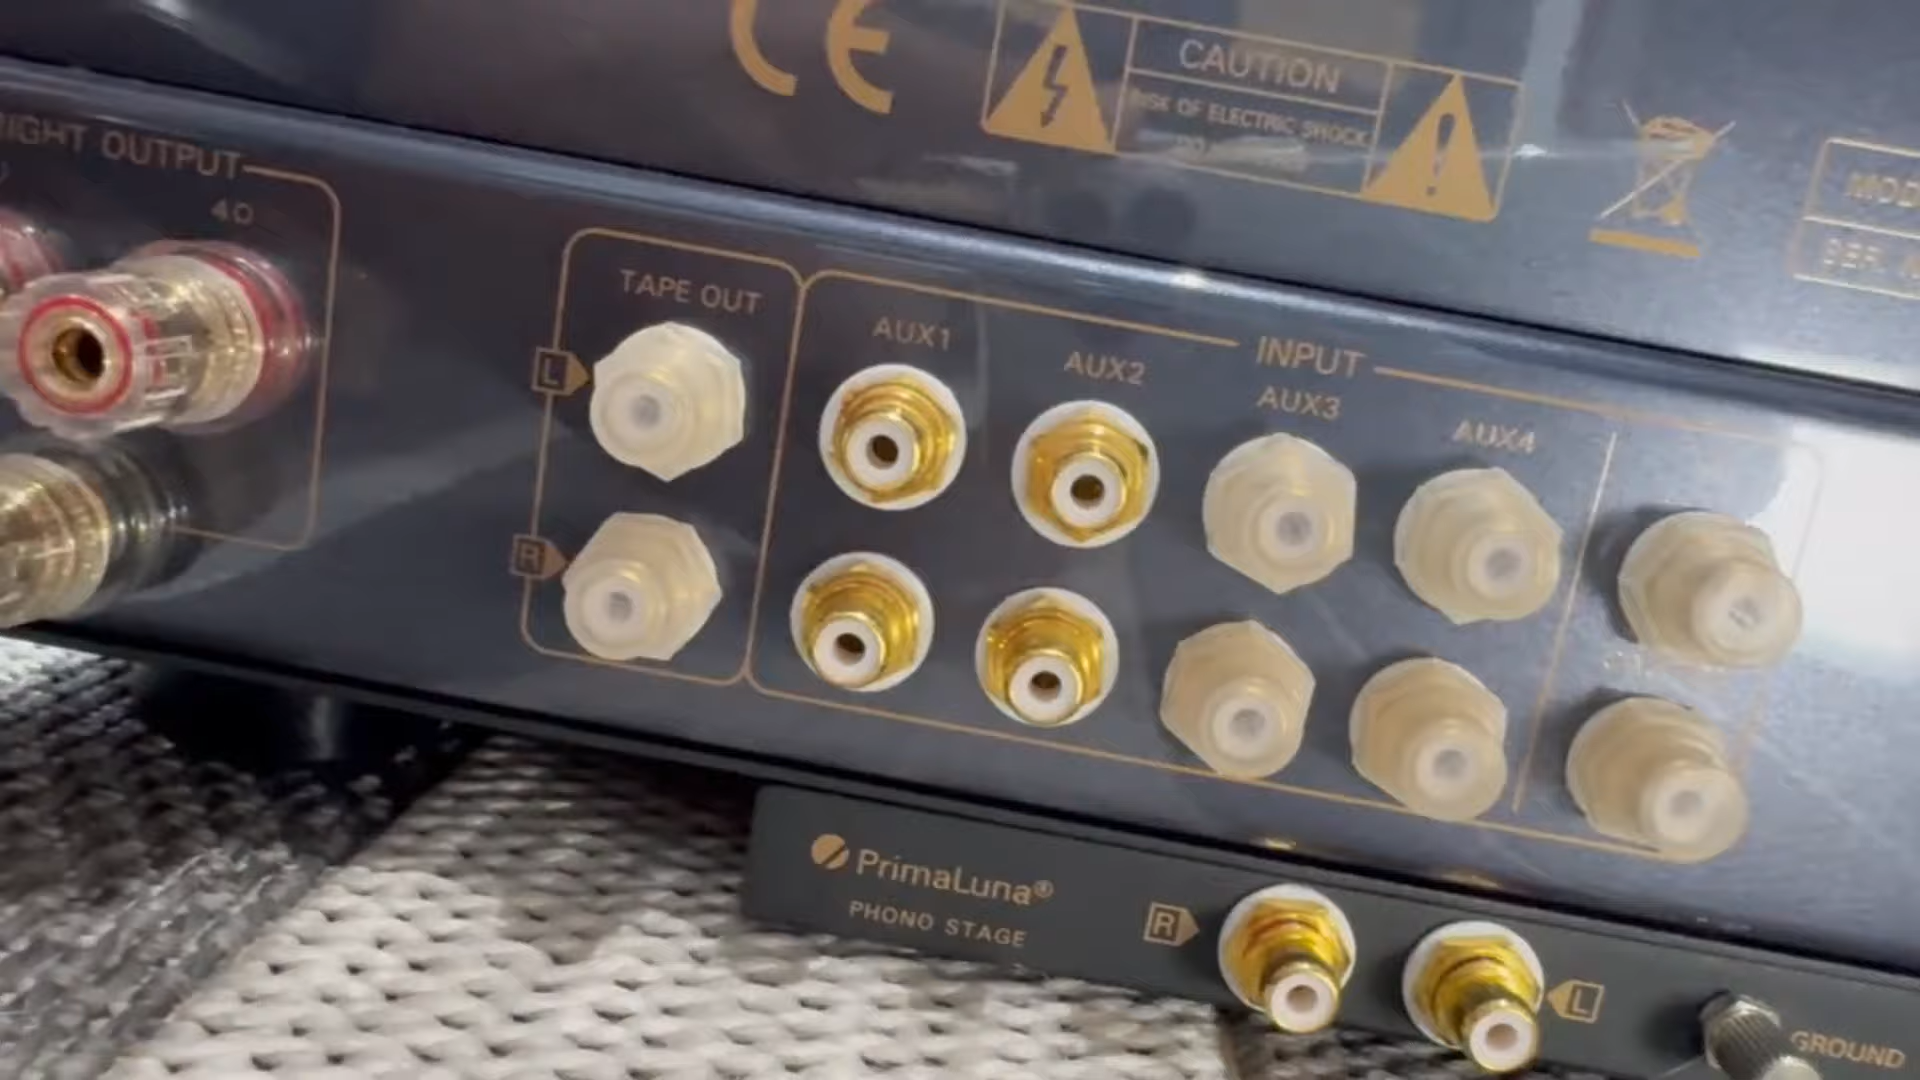 CE
CAUTION
RISK OF ELECTRIC SHOCK
RIGHT OUTPUT
4Ω
TAPE OUT
L
R
INPUT
AUX1
AUX2
AUX3
AUX4
PrimaLuna®
PHONO STAGE
R
L
GROUND